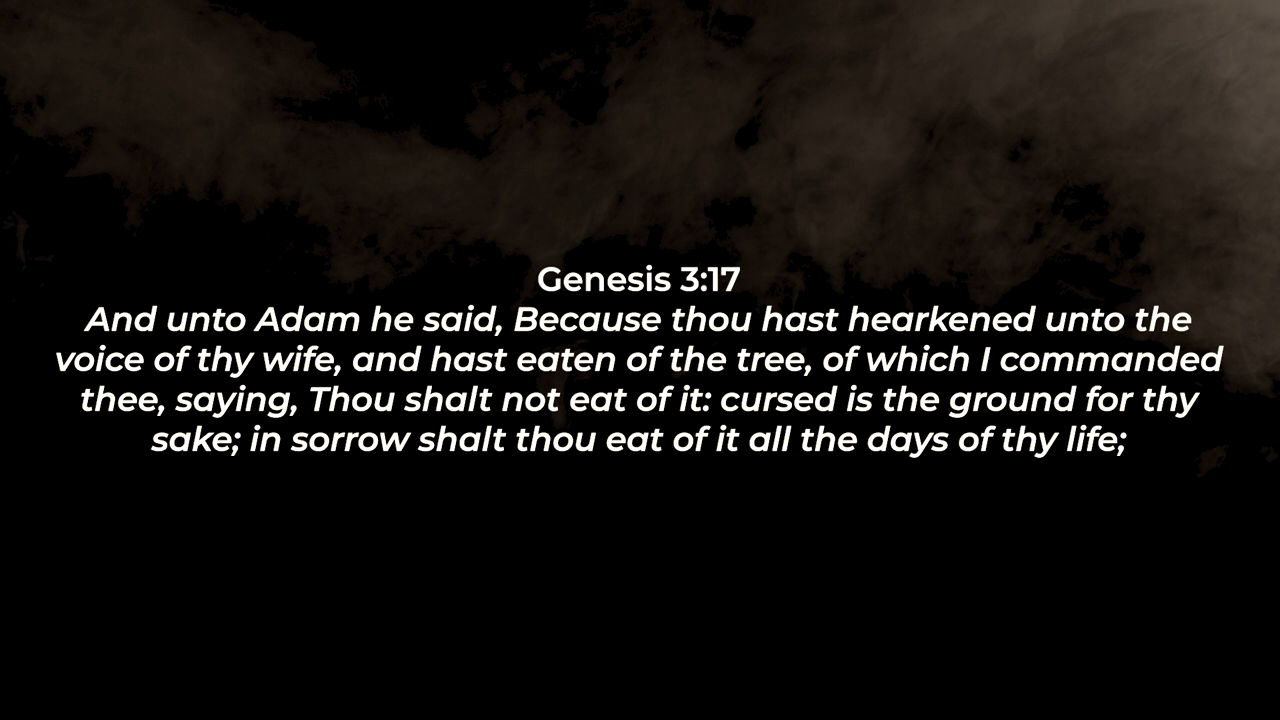 Genesis 3:17
And unto Adam he said, Because thou hast hearkened unto the
voice of thy wife, and hast eaten of the tree, of which I commanded
thee, saying, Thou shalt not eat of it: cursed is the ground for thy
sake; in sorrow shalt thou eat of it all the days of thy life;